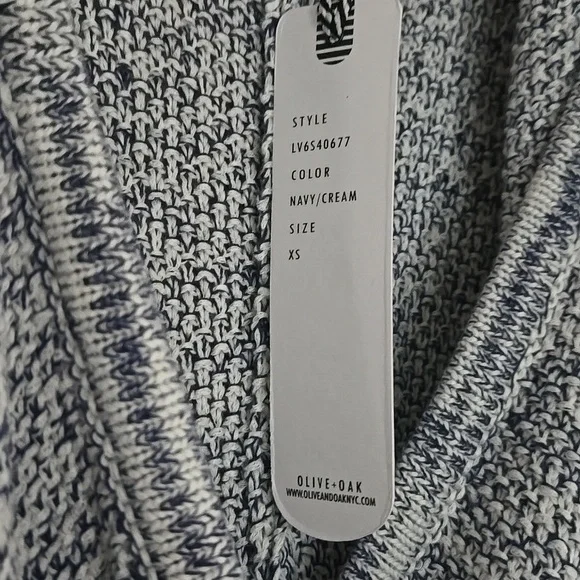 STYLE
LV6S40677
COLOR
NAVY/CREAM
SIZE
XS
OLIVE+OAK
WWW.OLIVEANDOAKNYC.COM